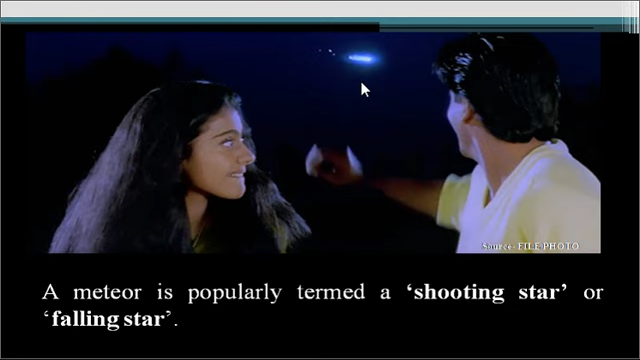 Source- FILE PHOTO
A meteor is popularly termed a ‘shooting star’ or
‘falling star’.